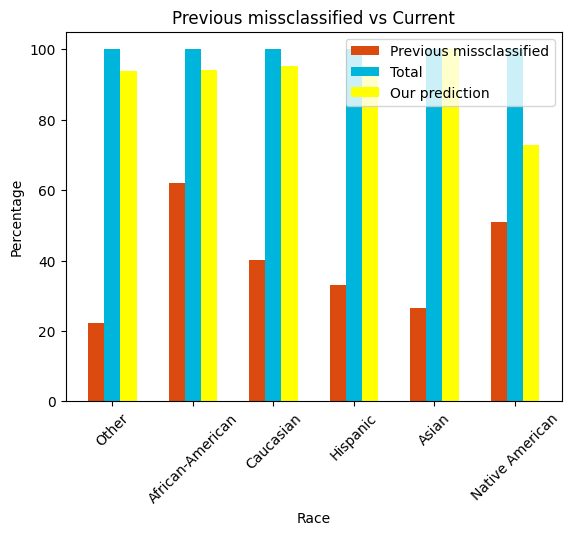 Previous missclassified vs Current
Previous missclassified
Total
Our prediction
Percentage
100
80
60
40
20
0
Other
African-American
Caucasian
Hispanic
Asian
Native American
Race